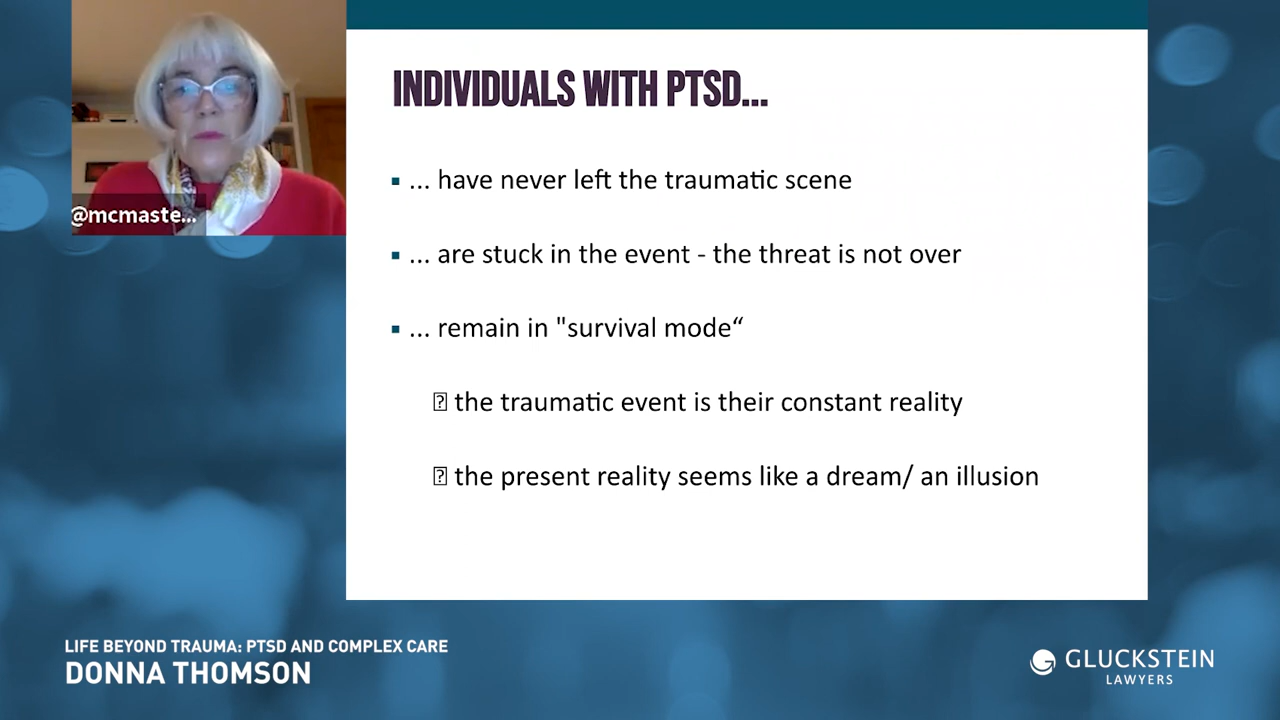 @mcmaste...
INDIVIDUALS WITH PTSD...
▪ ... have never left the traumatic scene
▪ ... are stuck in the event - the threat is not over
▪ ... remain in "survival mode“
⍰ the traumatic event is their constant reality
⍰ the present reality seems like a dream/ an illusion
LIFE BEYOND TRAUMA: PTSD AND COMPLEX CARE
DONNA THOMSON
GLUCKSTEIN
LAWYERS